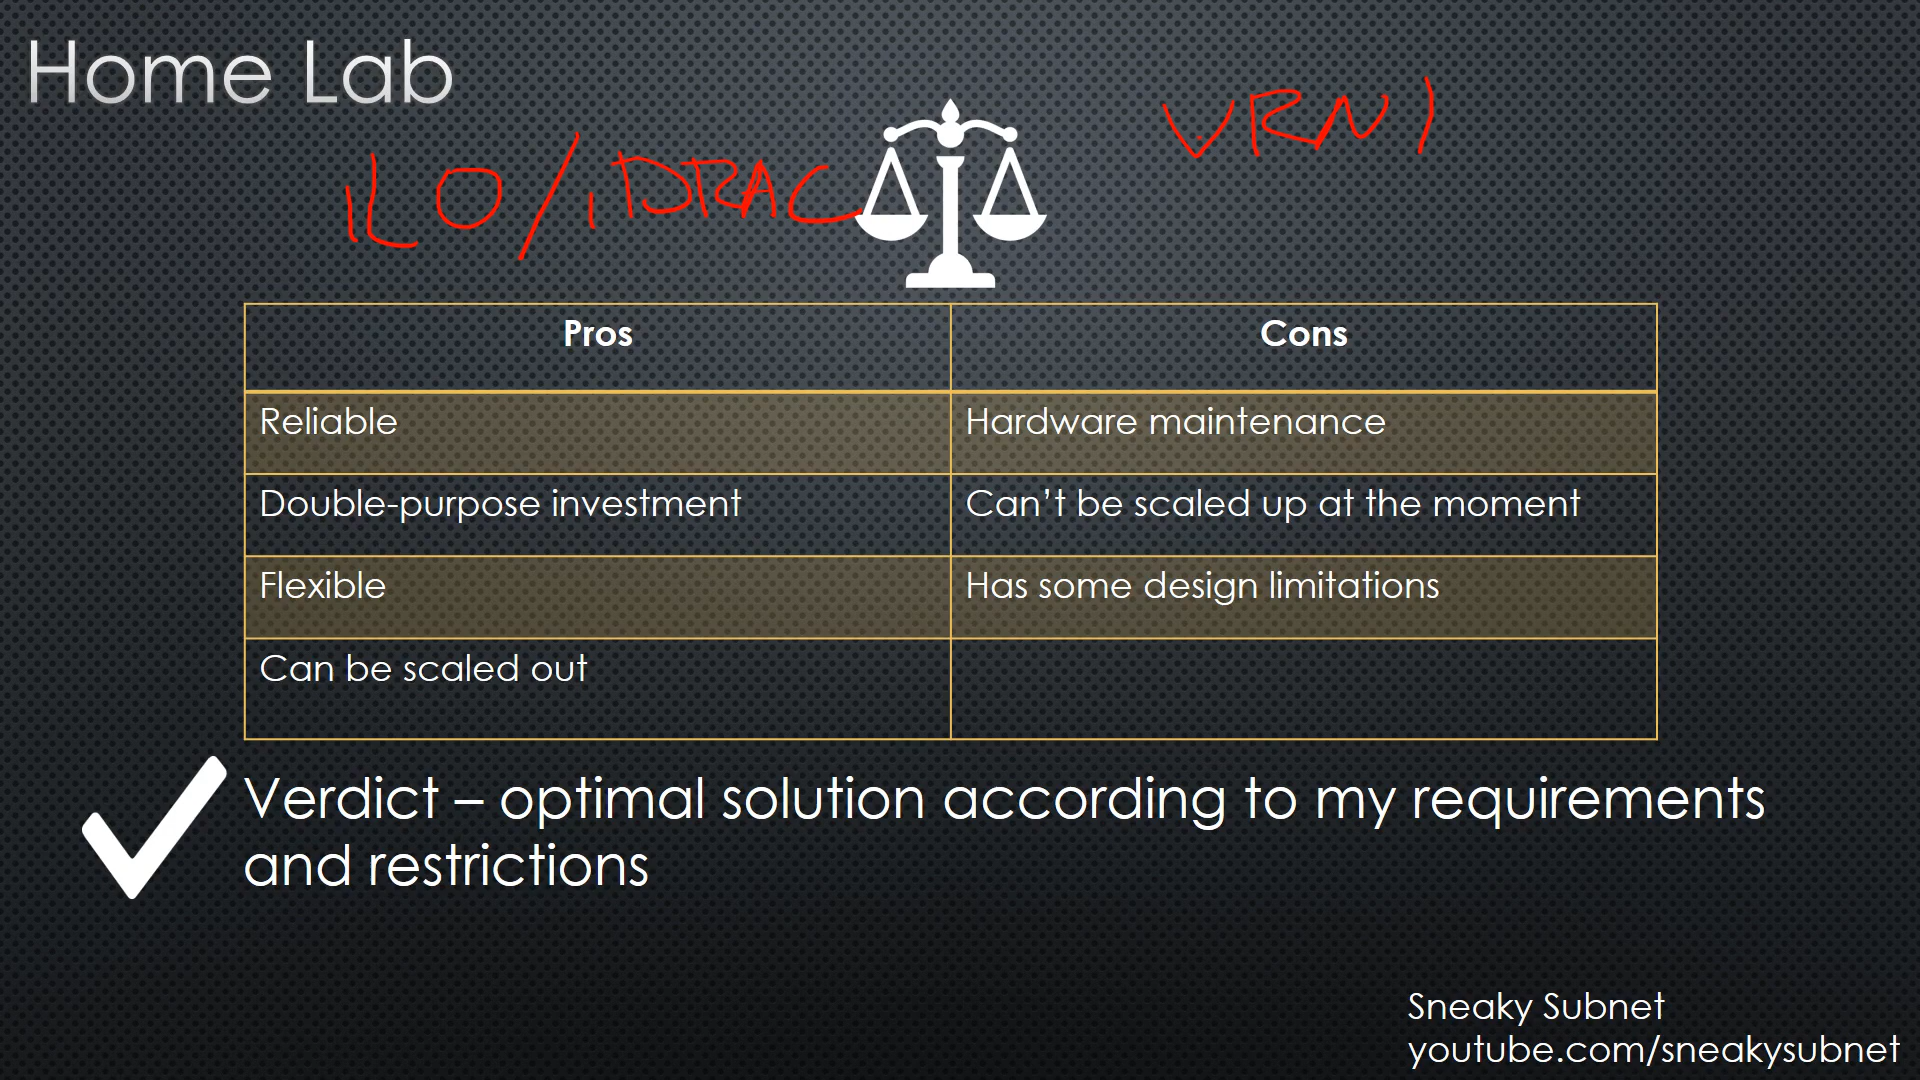 Home Lab
VRNI
ILO/iDRAC
Pros Cons
Reliable Hardware maintenance
Double-purpose investment Can't be scaled up at the moment
Flexible Has some design limitations
Can be scaled out
Verdict – optimal solution according to my requirements
and restrictions
Sneaky Subnet
youtube.com/sneakysubnet